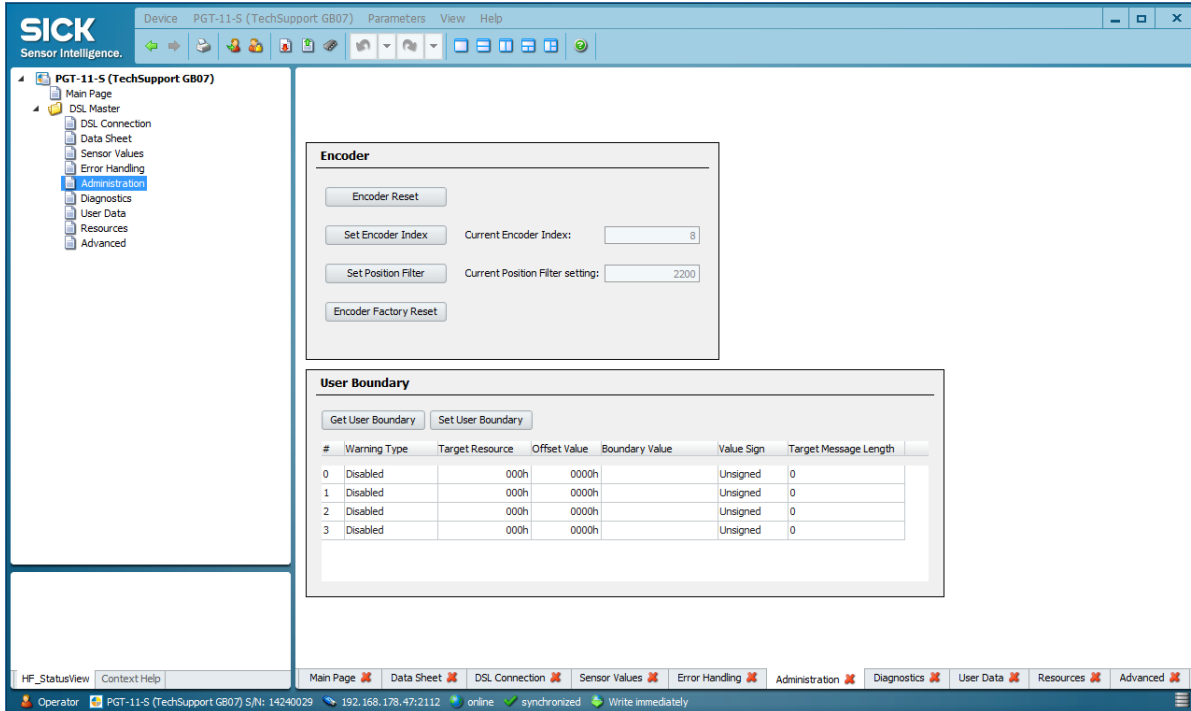 SICK
Sensor Intelligence.
Device PGT-11-S (TechSupport GB07) Parameters View Help
PGT-11-S (TechSupport GB07)
Main Page
DSL Master
DSL Connection
Data Sheet
Sensor Values
Error Handling
Administration
Diagnostics
User Data
Resources
Advanced
Encoder
Encoder Reset
Set Encoder Index Current Encoder Index: 8
Set Position Filter Current Position Filter setting: 2200
Encoder Factory Reset
User Boundary
Get User Boundary Set User Boundary
# Warning Type Target Resource Offset Value Boundary Value Value Sign Target Message Length
0 Disabled 000h 0000h Unsigned 0
1 Disabled 000h 0000h Unsigned 0
2 Disabled 000h 0000h Unsigned 0
3 Disabled 000h 0000h Unsigned 0
HF_StatusView Context Help
Main Page Data Sheet DSL Connection Sensor Values Error Handling Administration Diagnostics User Data Resources Advanced
Operator PGT-11-S (TechSupport GB07) S/N: 14240029 192.168.178.47:2112 online synchronized Write immediately